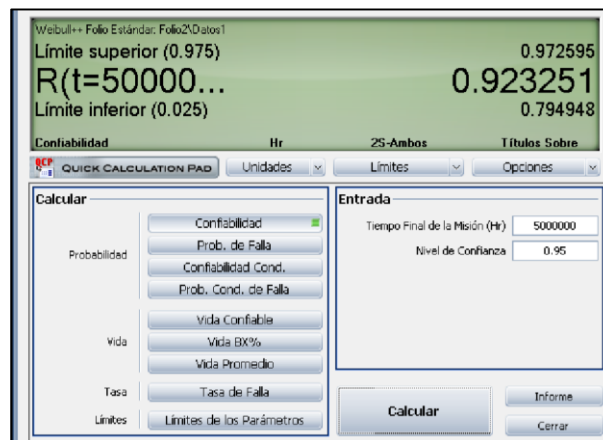 Weibull++ Folio Estándar: Folio2\Datos1
Límite superior (0.975) 0.972595
R(t=50000... 0.923251
Límite inferior (0.025) 0.794948
Confiabilidad Hr 2S-Ambos Títulos Sobre
QCP QUICK CALCULATION PAD Unidades Límites Opciones
Calcular
Probabilidad
Confiabilidad
Prob. de Falla
Confiabilidad Cond.
Prob. Cond. de Falla
Vida
Vida Confiable
Vida BX%
Vida Promedio
Tasa Tasa de Falla
Límites Límites de los Parámetros
Entrada
Tiempo Final de la Misión (Hr) 5000000
Nivel de Confianza 0.95
Calcular
Informe
Cerrar